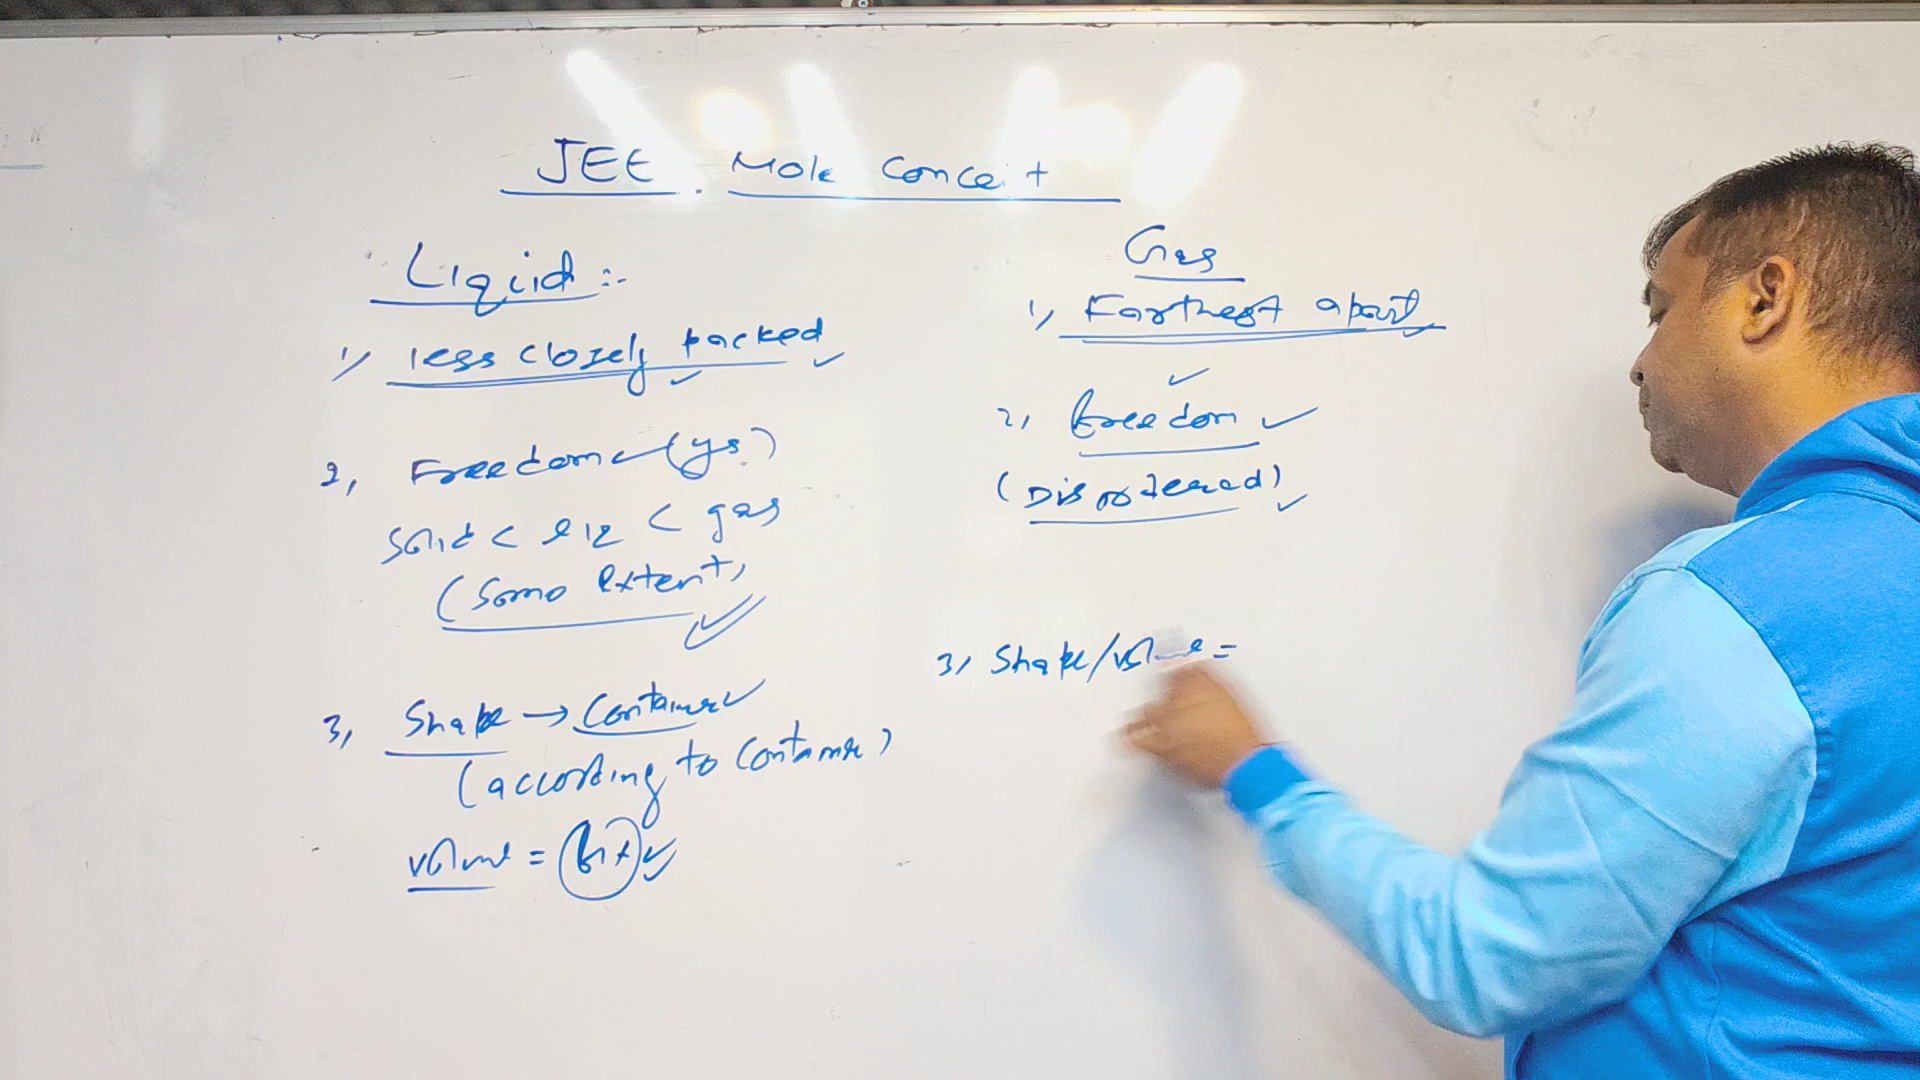 JEE. Mole Concept
Liquid :-
1) less closely packed
2, Freedom (yes)
Solid < liq < gas
(Some extent)
3, Shape → Container
(according to Container)
volume = fix
Gas
1) Farthest apart
2, freedom
(Disordered)
3, Shape/volume =